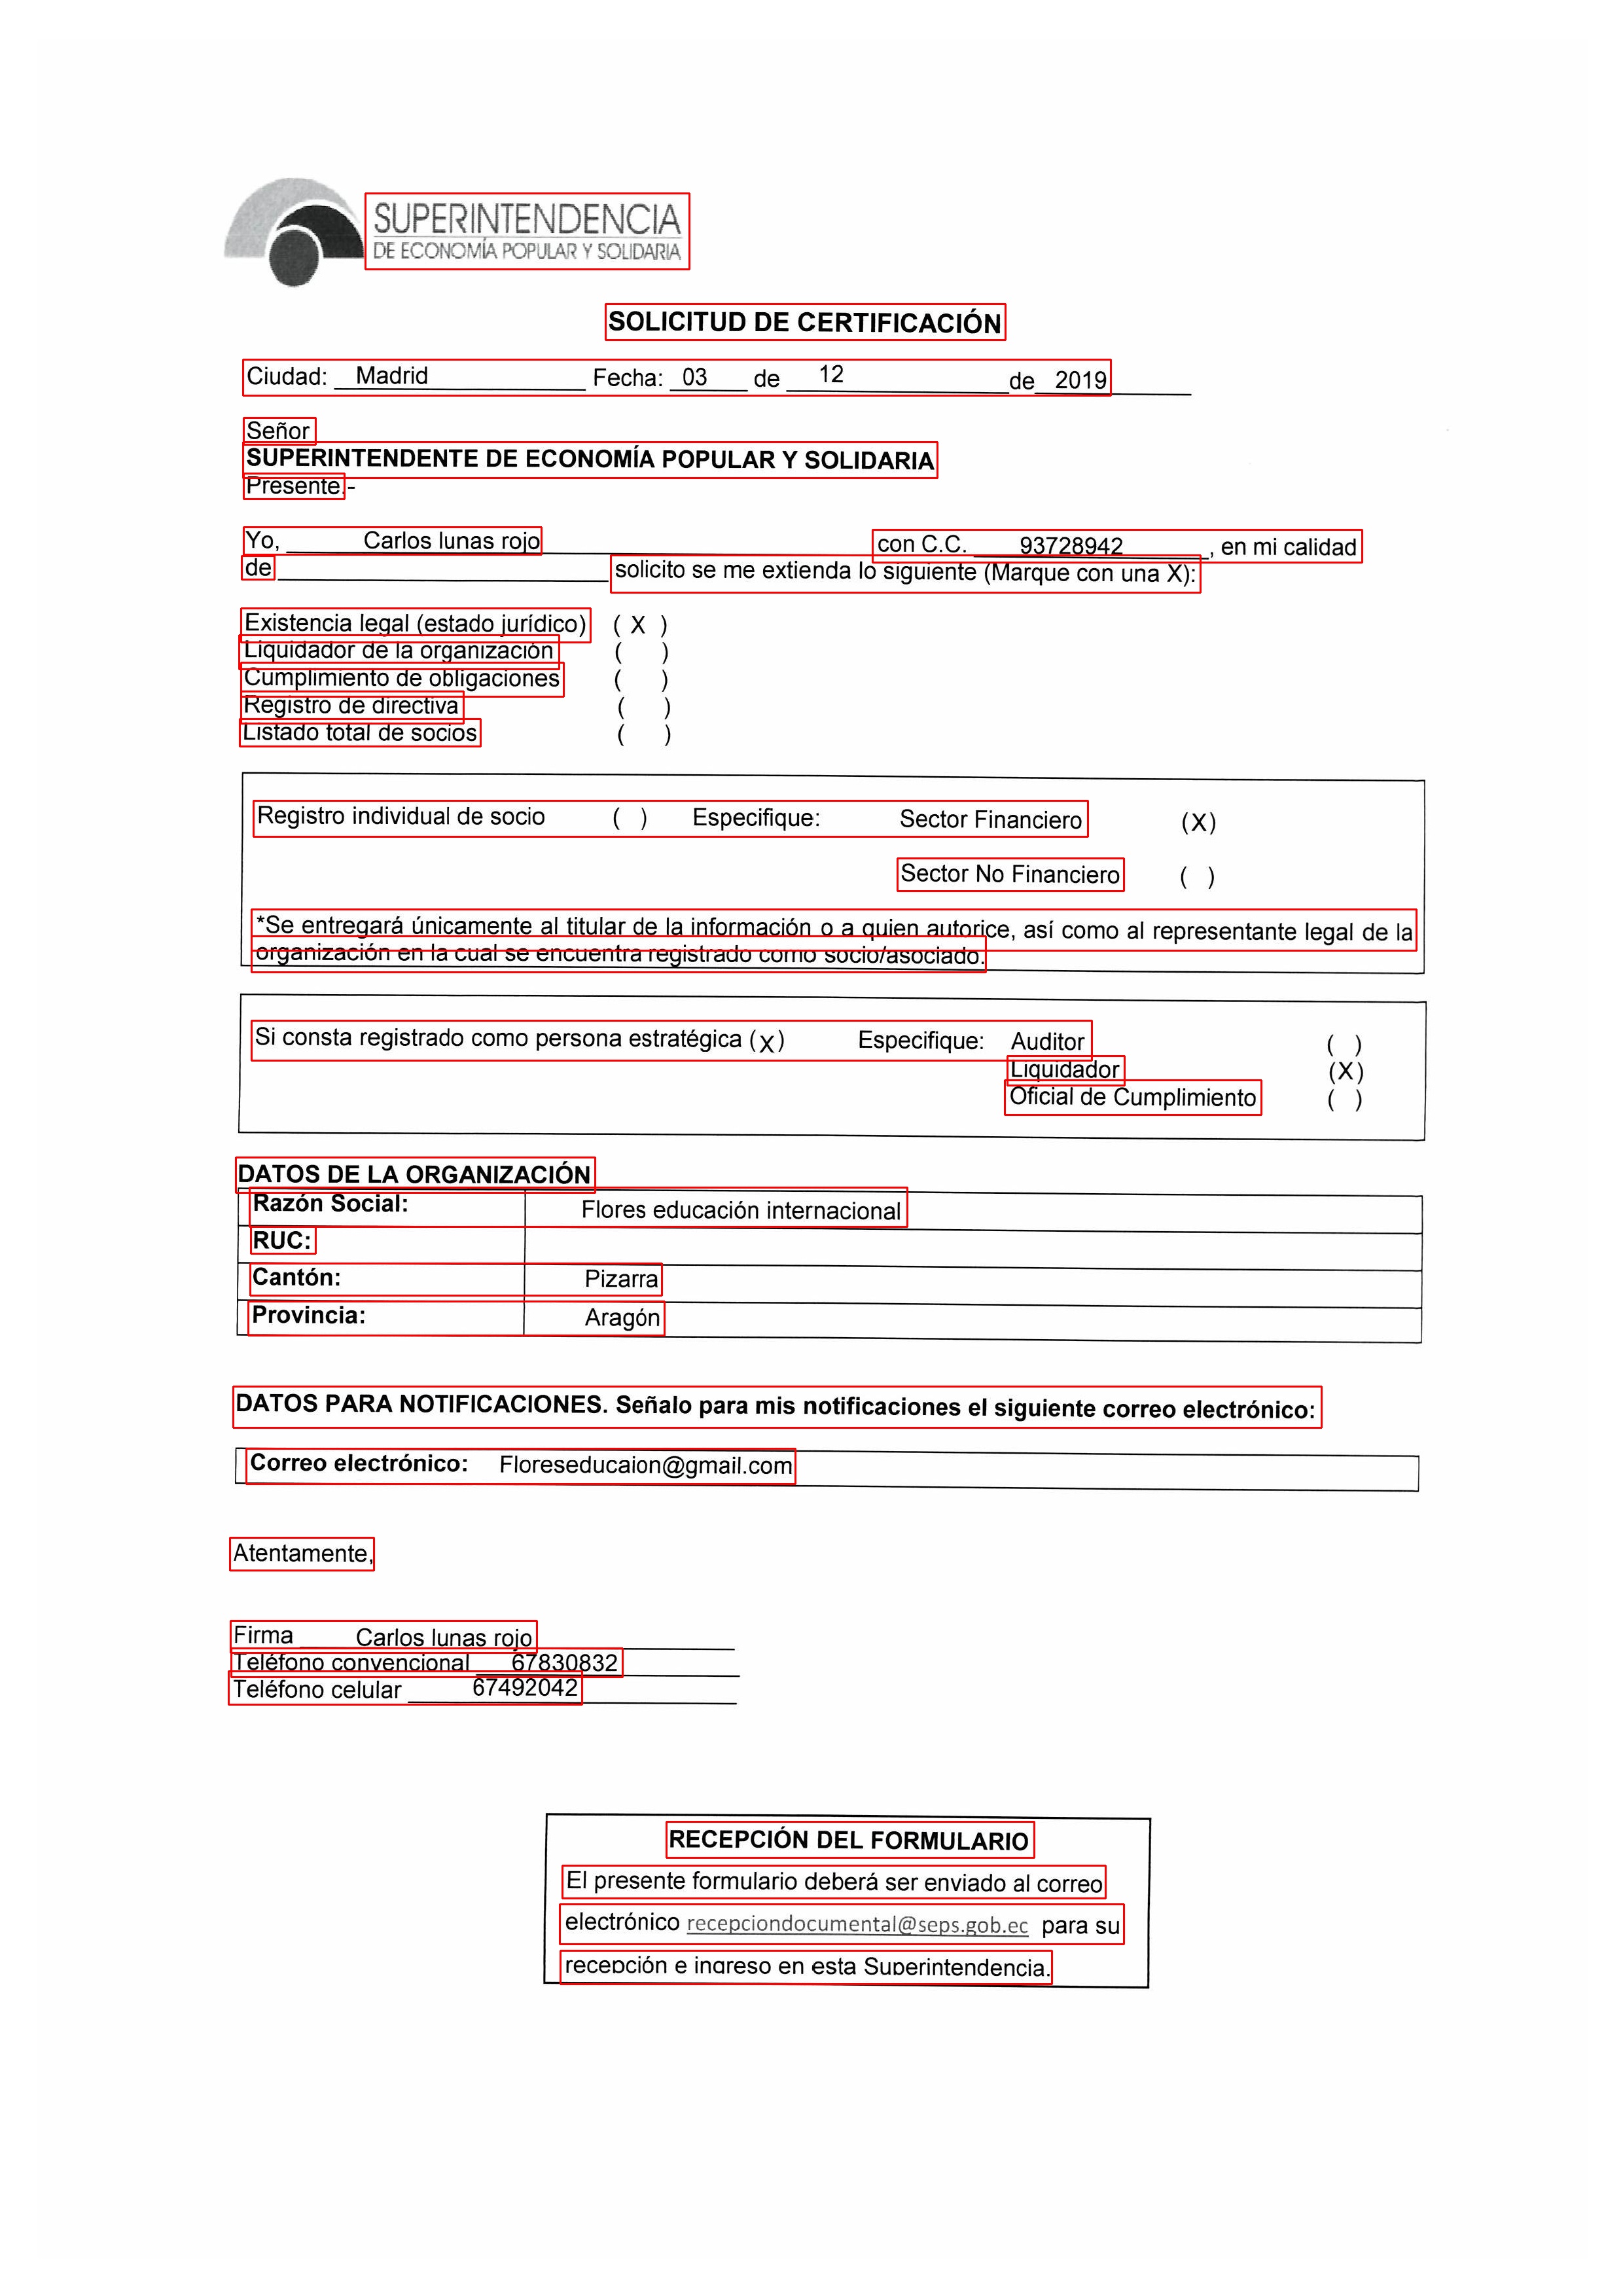 SUPERINTENDENCIA
DE ECONOMÍA POPULAR Y SOLIDARIA
SOLICITUD DE CERTIFICACIÓN
Ciudad: Madrid Fecha: 03 de 12 de 2019
Señor
SUPERINTENDENTE DE ECONOMÍA POPULAR Y SOLIDARIA
Presente.-
Yo, Carlos lunas rojo con C.C. 93728942, en mi calidad
de solicito se me extienda lo siguiente (Marque con una X):
Existencia legal (estado jurídico) ( X )
Liquidador de la organización ( )
Cumplimiento de obligaciones ( )
Registro de directiva ( )
Listado total de socios ( )
Registro individual de socio ( ) Especifique: Sector Financiero (X)
Sector No Financiero ( )
*Se entregará únicamente al titular de la información o a quien autorice, así como al representante legal de la
organización en la cual se encuentra registrado como socio/asociado.
Si consta registrado como persona estratégica (X) Especifique: Auditor ( )
Liquidador (X)
Oficial de Cumplimiento ( )
DATOS DE LA ORGANIZACIÓN
Razón Social: Flores educación internacional
RUC:
Cantón: Pizarra
Provincia: Aragón
DATOS PARA NOTIFICACIONES. Señalo para mis notificaciones el siguiente correo electrónico:
Correo electrónico: Floreseducaion@gmail.com
Atentamente,
Firma Carlos lunas rojo
Teléfono convencional 67830832
Teléfono celular 67492042
RECEPCIÓN DEL FORMULARIO
El presente formulario deberá ser enviado al correo
electrónico recepciondocumental@seps.gob.ec para su
recepción e ingreso en esta Superintendencia.